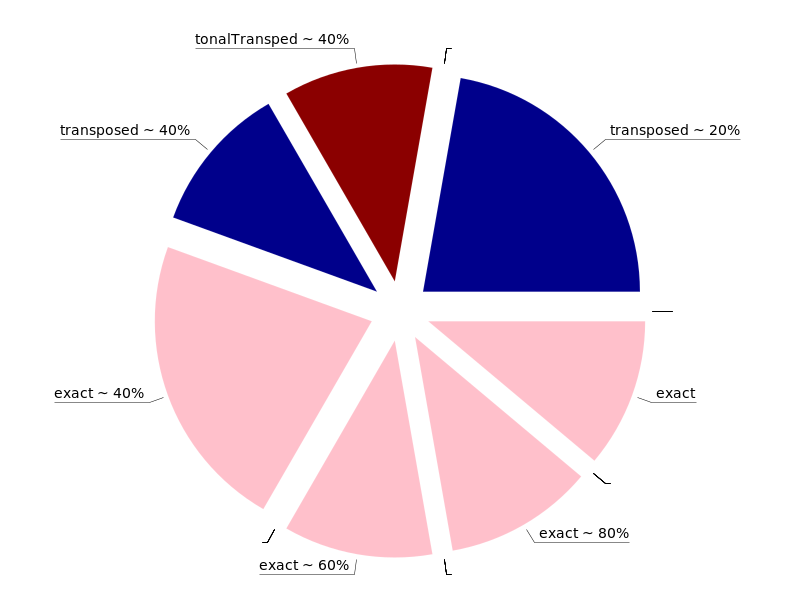 tonalTransped ~ 40%
transposed ~ 40%
transposed ~ 20%
exact ~ 40%
exact
exact ~ 80%
exact ~ 60%